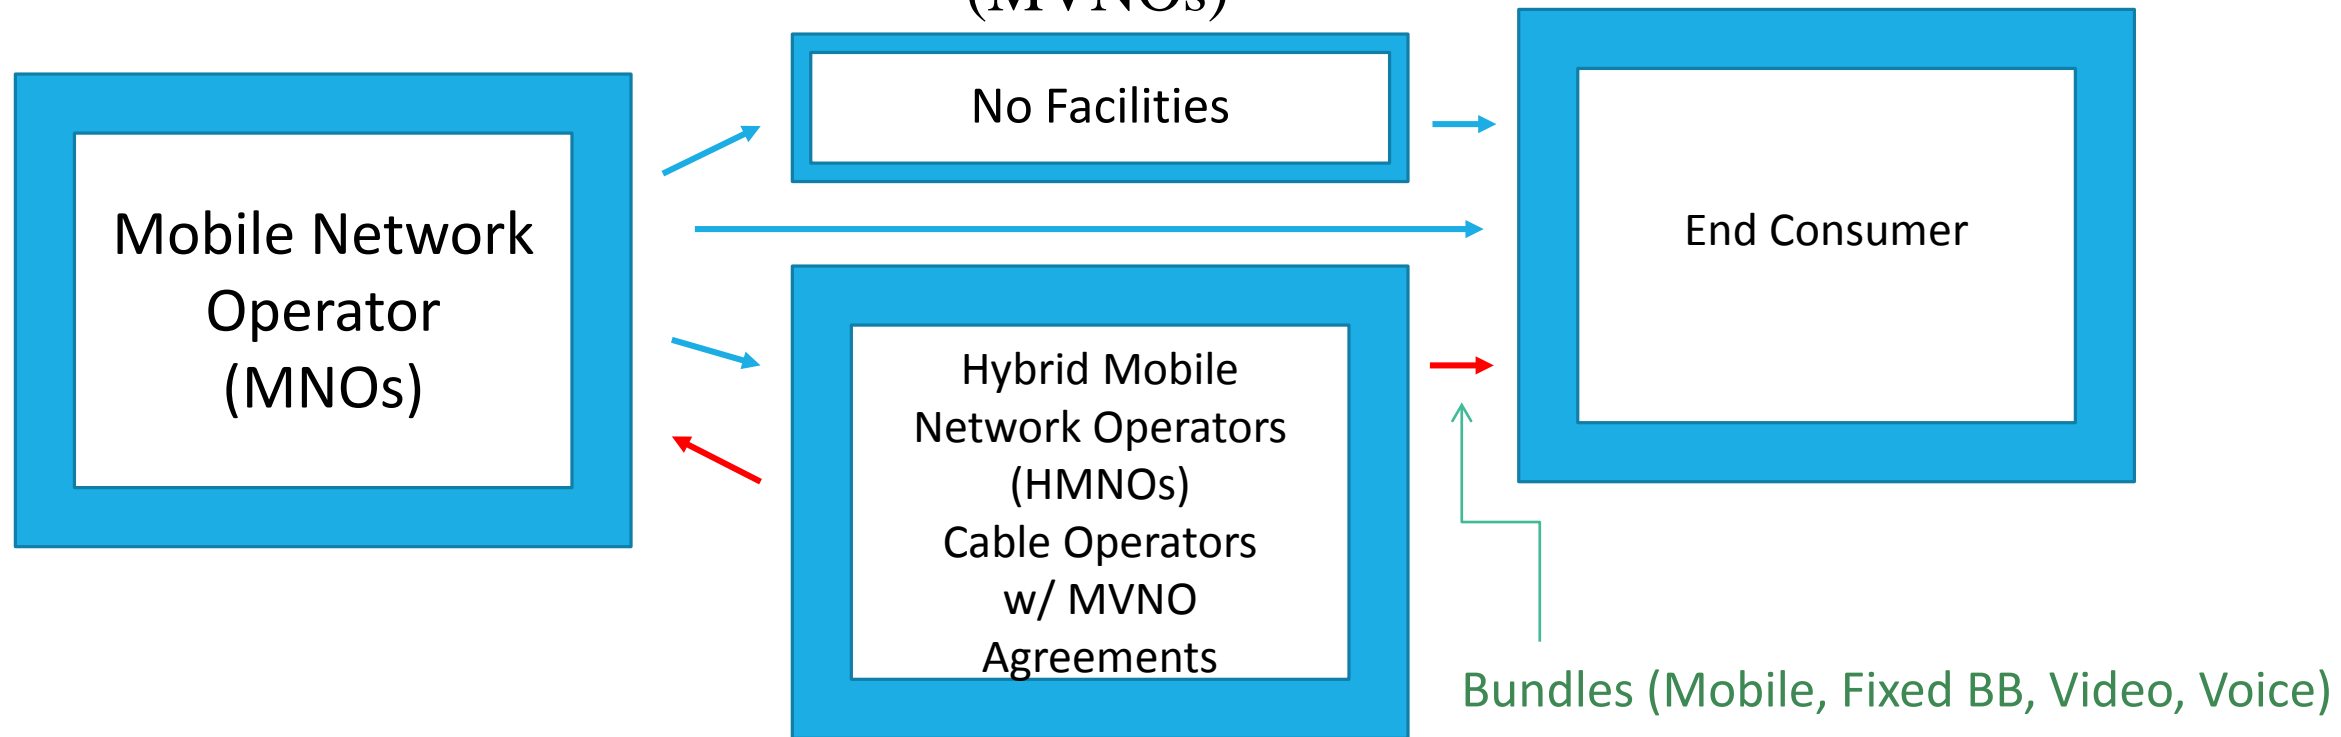 (MVNOs)
No Facilities
Mobile Network
Operator
(MNOs)
End Consumer
Hybrid Mobile
Network Operators
(HMNOs)
Cable Operators
w/ MVNO
Agreements
Bundles (Mobile, Fixed BB, Video, Voice)